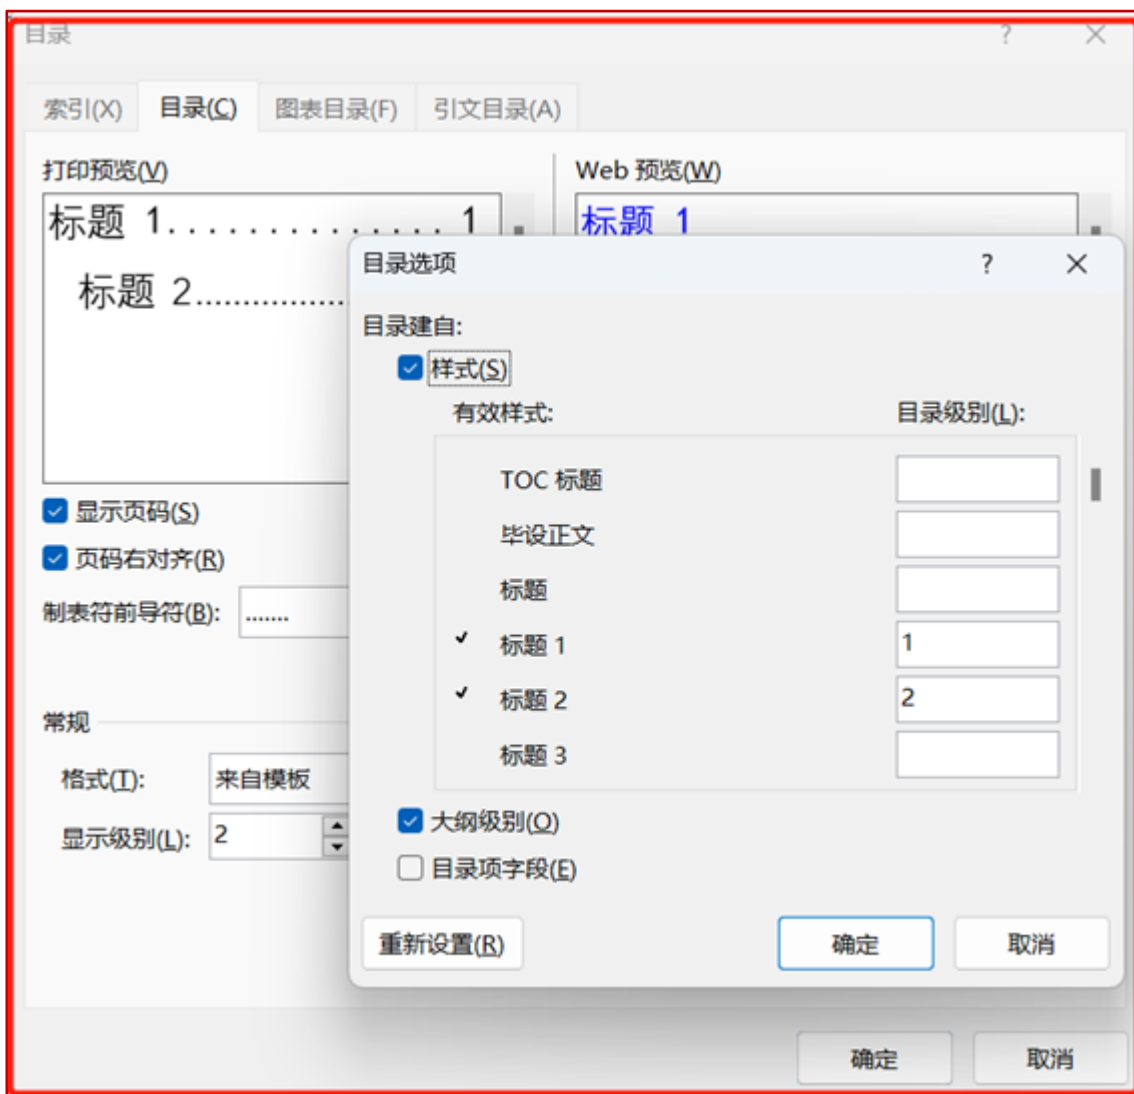 目录 ?
索引(X) 目录(C) 图表目录(F) 引文目录(A)
打印预览(V) Web 预览(W)
标题 1..............1 标题 1
标题 2..................
目录选项 ?
目录建自:
样式(S)
有效样式: 目录级别(L):
TOC 标题
毕设正文
标题
标题 1 1
标题 2 2
标题 3
大纲级别(O)
目录项字段(E)
重新设置(R) 确定 取消
显示页码(S)
页码右对齐(R)
制表符前导符(B): .......
常规
格式(T): 来自模板
显示级别(L): 2
确定 取消